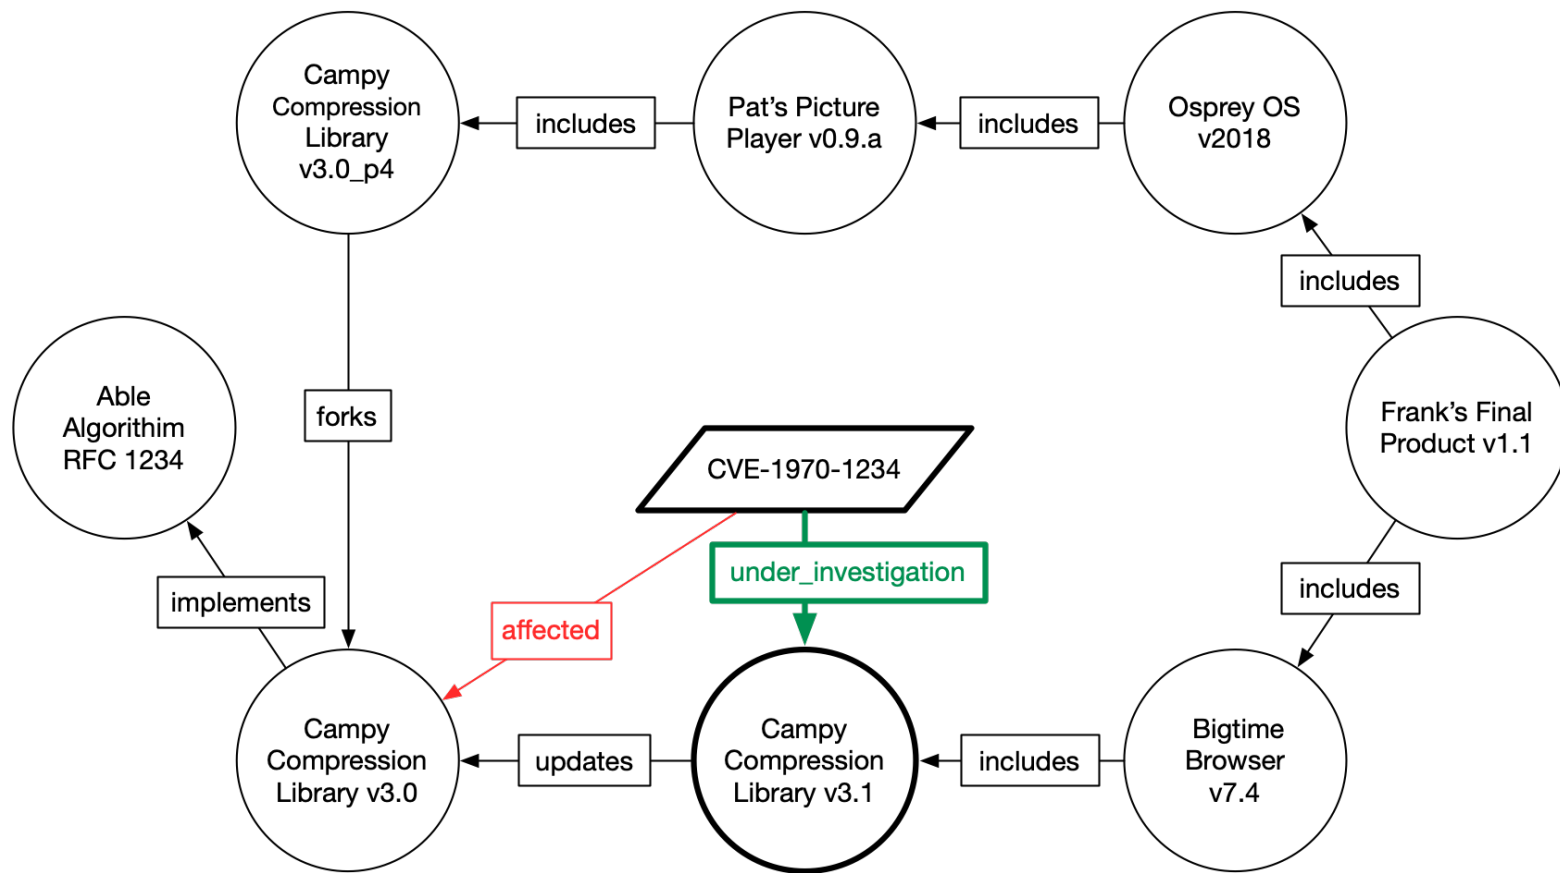 Campy
Compression
Library
v3.0_p4
includes
Pat's Picture
Player v0.9.a
includes
Osprey OS
v2018
includes
Able
Algorithim
RFC 1234
forks
CVE-1970-1234
Frank's Final
Product v1.1
under_investigation
implements
affected
includes
Campy
Compression
Library v3.0
updates
Campy
Compression
Library v3.1
includes
Bigtime
Browser
v7.4